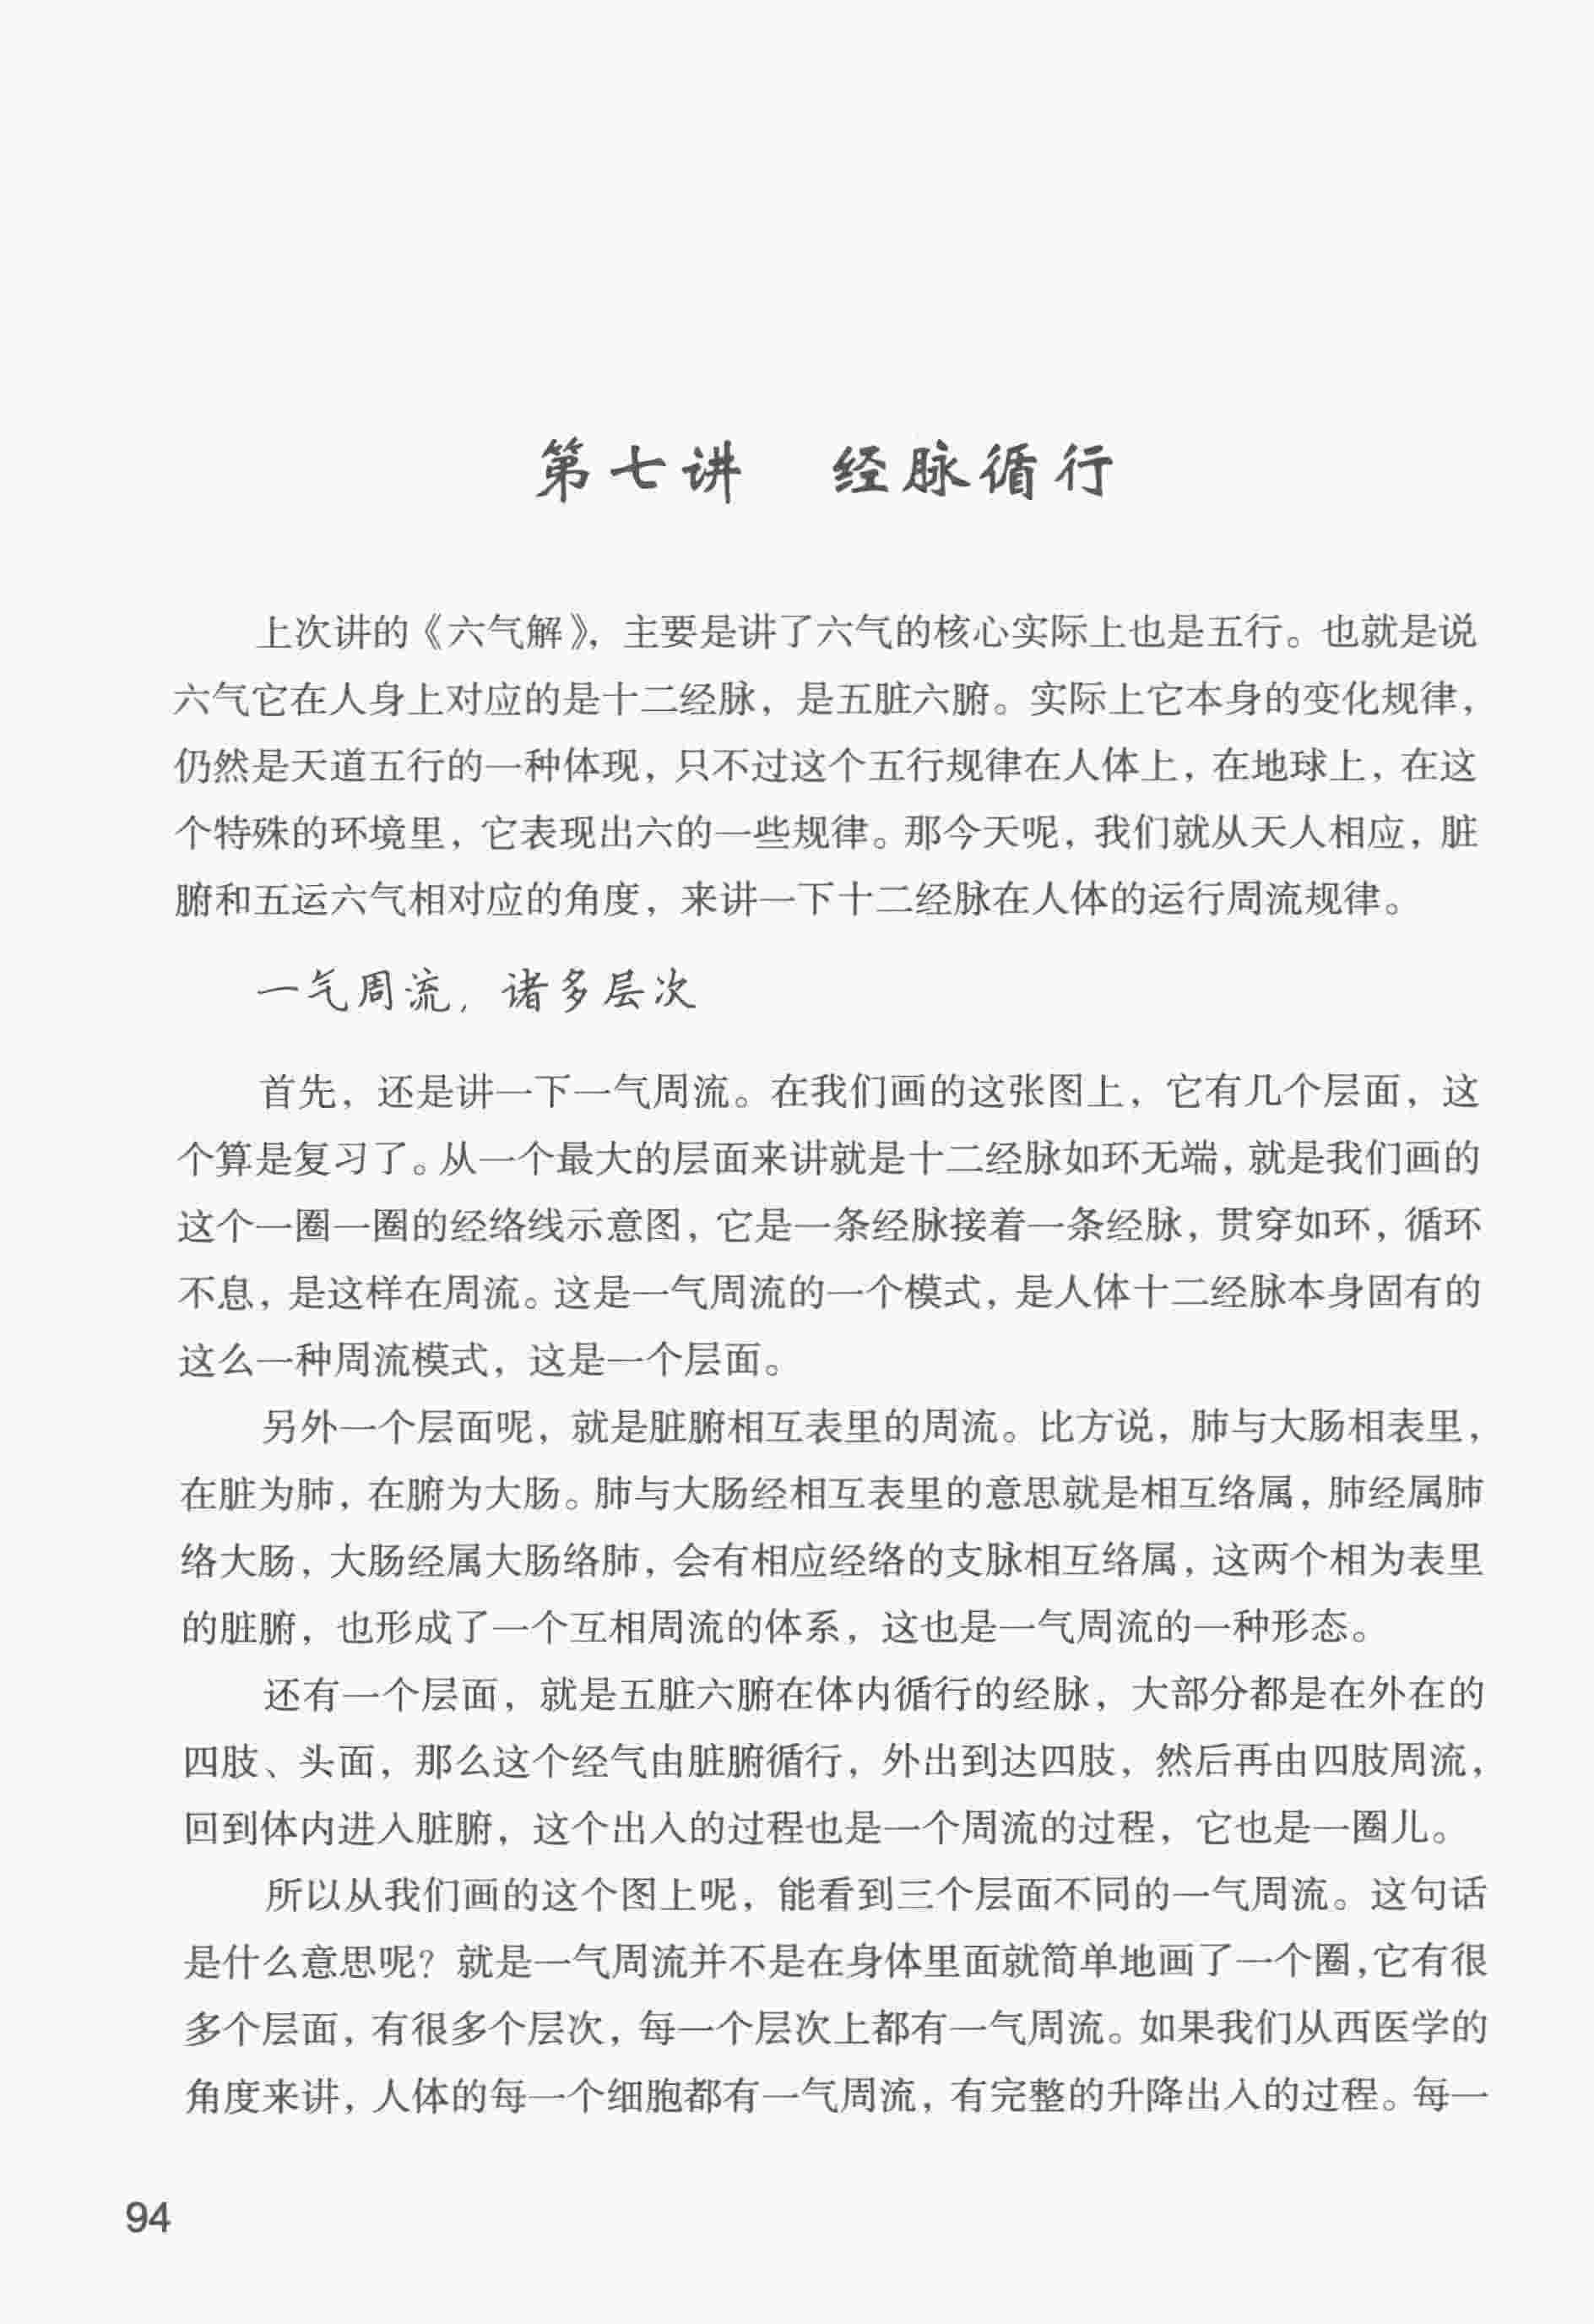 第七讲　经脉循行
上次讲的《六气解》，主要是讲了六气的核心实际上也是五行。也就是说
六气它在人身上对应的是十二经脉，是五脏六腑。实际上它本身的变化规律，
仍然是天道五行的一种体现，只不过这个五行规律在人体上，在地球上，在这
个特殊的环境里，它表现出六的一些规律。那今天呢，我们就从天人相应，脏
腑和五运六气相对应的角度，来讲一下十二经脉在人体的运行周流规律。
一气周流，诸多层次
首先，还是讲一下一气周流。在我们画的这张图上，它有几个层面，这
个算是复习了。从一个最大的层面来讲就是十二经脉如环无端，就是我们画的
这个一圈一圈的经络线示意图，它是一条经脉接着一条经脉，贯穿如环，循环
不息，是这样在周流。这是一气周流的一个模式，是人体十二经脉本身固有的
这么一种周流模式，这是一个层面。
另外一个层面呢，就是脏腑相互表里的周流。比方说，肺与大肠相表里，
在脏为肺，在腑为大肠。肺与大肠经相互表里的意思就是相互络属，肺经属肺
络大肠，大肠经属大肠络肺，会有相应经络的支脉相互络属，这两个相为表里
的脏腑，也形成了一个互相周流的体系，这也是一气周流的一种形态。
还有一个层面，就是五脏六腑在体内循行的经脉，大部分都是在外在的
四肢、头面，那么这个经气由脏腑循行，外出到达四肢，然后再由四肢周流，
回到体内进入脏腑，这个出入的过程也是一个周流的过程，它也是一圈儿。
所以从我们画的这个图上呢，能看到三个层面不同的一气周流。这句话
是什么意思呢？就是一气周流并不是在身体里面就简单地画了一个圈，它有很
多个层面，有很多个层次，每一个层次上都有一气周流。如果我们从西医学的
角度来讲，人体的每一个细胞都有一气周流，有完整的升降出入的过程。每一
94